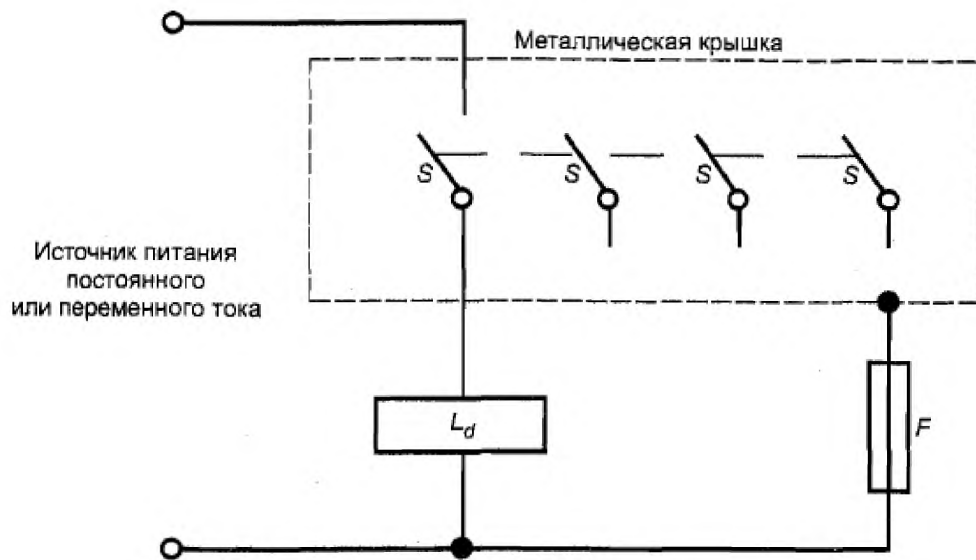 Металлическая крышка
S
S
S
S
Источник питания
постоянного
или переменного тока
L_d
F